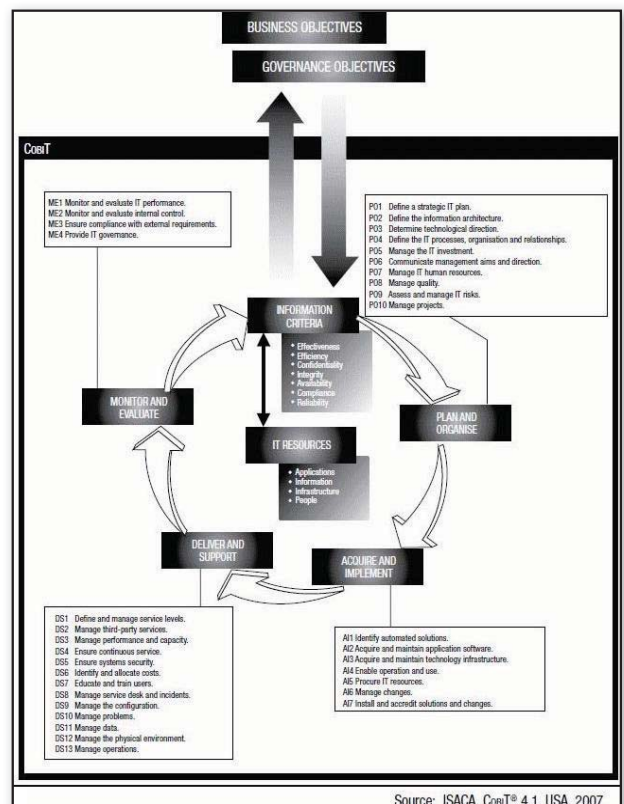 BUSINESS OBJECTIVES
GOVERNANCE OBJECTIVES
COBIT
ME1 Monitor and evaluate IT performance.
ME2 Monitor and evaluate internal control.
ME3 Ensure compliance with external requirements.
ME4 Provide IT governance.
PO1 Define a strategic IT plan.
PO2 Define the information architecture.
PO3 Determine technological direction.
PO4 Define the IT processes, organisation and relationships.
PO5 Manage the IT investment.
PO6 Communicate management aims and direction.
PO7 Manage IT human resources.
PO8 Manage quality.
PO9 Assess and manage IT risks.
PO10 Manage projects.
INFORMATION
CRITERIA
• Effectiveness
• Efficiency
• Confidentiality
• Integrity
• Availability
• Compliance
• Reliability
MONITOR AND
EVALUATE
PLAN AND
ORGANISE
IT RESOURCES
• Applications
• Information
• Infrastructure
• People
DELIVER AND
SUPPORT
ACQUIRE AND
IMPLEMENT
DS1 Define and manage service levels.
DS2 Manage third-party services.
DS3 Manage performance and capacity.
DS4 Ensure continuous service.
DS5 Ensure systems security.
DS6 Identify and allocate costs.
DS7 Educate and train users.
DS8 Manage service desk and incidents.
DS9 Manage the configuration.
DS10 Manage problems.
DS11 Manage data.
DS12 Manage the physical environment.
DS13 Manage operations.
AI1 Identify automated solutions.
AI2 Acquire and maintain application software.
AI3 Acquire and maintain technology infrastructure.
AI4 Enable operation and use.
AI5 Procure IT resources.
AI6 Manage changes.
AI7 Install and accredit solutions and changes.
Source: ISACA, COBIT® 4.1, USA, 2007